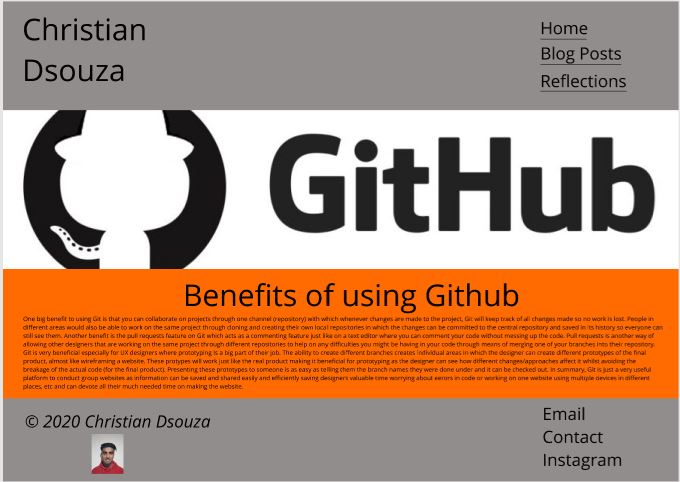 Christian
Dsouza
Home
Blog Posts
Reflections
GitHub
Benefits of using Github
One big benefit to using Git is that you can collaborate on projects through one channel (repository) with which whenever changes are made to the project, Git will keep track of all changes made so no work is lost. People in
different areas would also be able to work on the same project through cloning and creating their own local repositories in which the changes can be committed to the central repository and saved in its history so everyone can
still see them. Another benefit is the pull requests feature on Git which acts as a commenting feature just like on a text editor where you can comment your code without messing up the code. Pull requests is another way of
allowing other designers that are working on the same project through different repositories to help on any difficulties you might be having in your code through means of merging one of your branches into their repository.
Git is very beneficial especially for UX designers where prototyping is a big part of their job. The ability to create different branches creates individual areas in which the designer can create different prototypes of the final
product, almost like wireframing a website. These protypes will work just like the real product making it beneficial for prototyping as the designer can see how different changes/approaches affect it whilst avoiding the
breakage of the actual code (for the final product). Presenting these prototypes to someone is as easy as telling them the branch names they were done under and it can be checked out. In summary, Git is just a very useful
platform to conduct group websites as information can be saved and shared easily and efficiently saving designers valuable time worrying about errors in code or working on one website using multiple devices in different
places, etc and can devote all their much needed time on making the website.
© 2020 Christian Dsouza
Email
Contact
Instagram